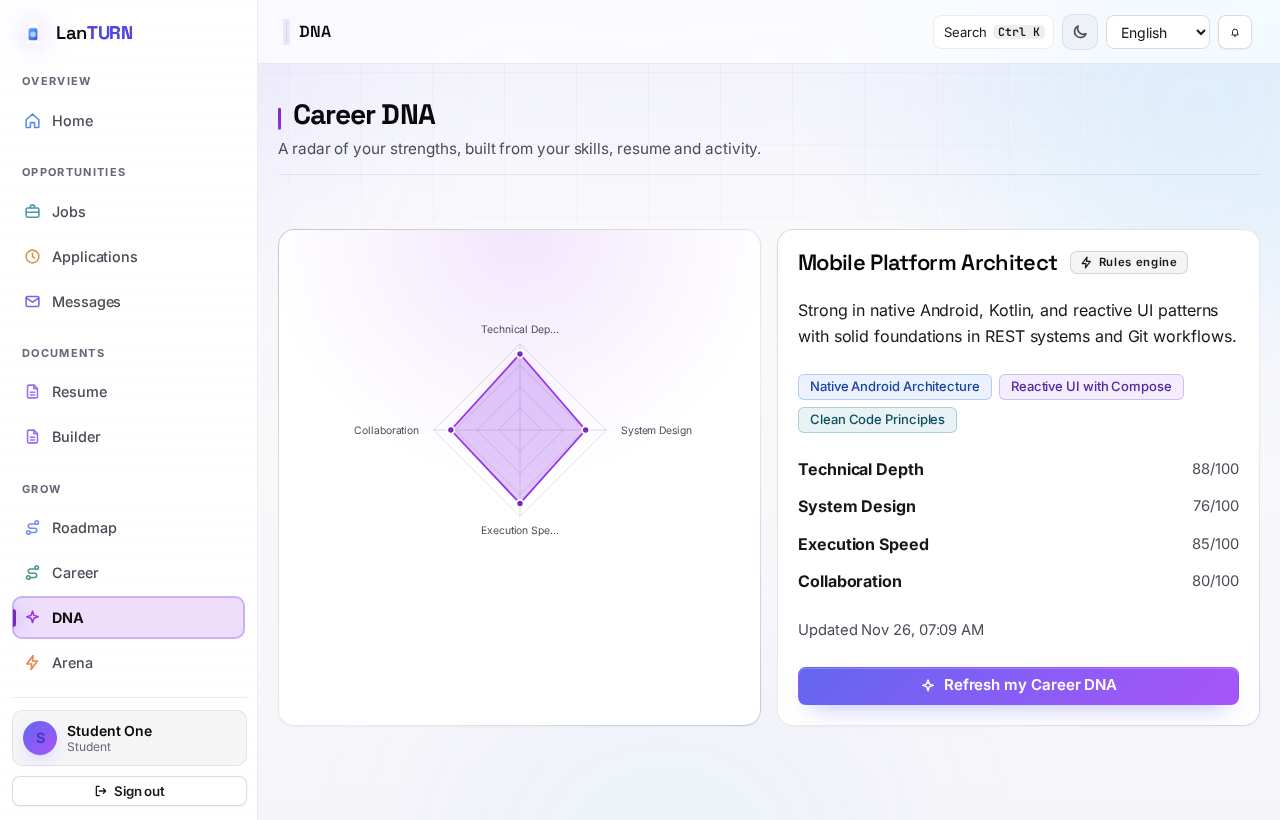 LanTURN
OVERVIEW
Home
OPPORTUNITIES
Jobs
Applications
Messages
DOCUMENTS
Resume
Builder
GROW
Roadmap
Career
DNA
Arena
S
Student One
Student
Sign out
DNA
Search Ctrl K
English
Career DNA
A radar of your strengths, built from your skills, resume and activity.
Technical Dep...
Collaboration
System Design
Execution Spe...
Mobile Platform Architect
Rules engine
Strong in native Android, Kotlin, and reactive UI patterns
with solid foundations in REST systems and Git workflows.
Native Android Architecture
Reactive UI with Compose
Clean Code Principles
Technical Depth 88/100
System Design 76/100
Execution Speed 85/100
Collaboration 80/100
Updated Nov 26, 07:09 AM
Refresh my Career DNA